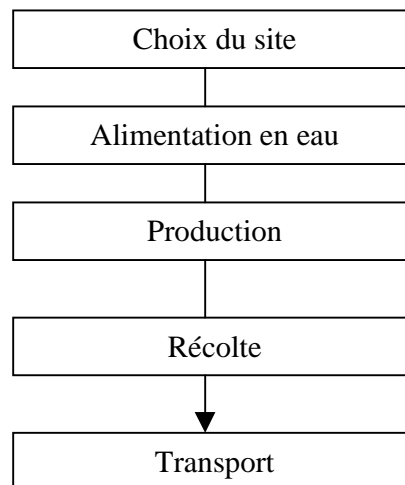 Choix du site
Alimentation en eau
Production
Récolte
Transport